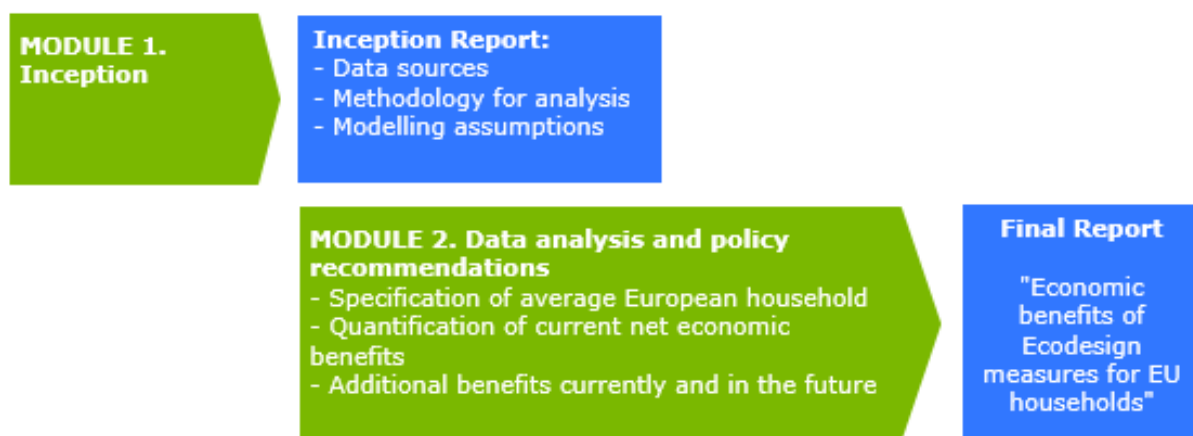 MODULE 1.
Inception
Inception Report:
- Data sources
- Methodology for analysis
- Modelling assumptions
MODULE 2. Data analysis and policy
recommendations
- Specification of average European household
- Quantification of current net economic
benefits
- Additional benefits currently and in the future
Final Report
"Economic
benefits of
Ecodesign
measures for EU
households"